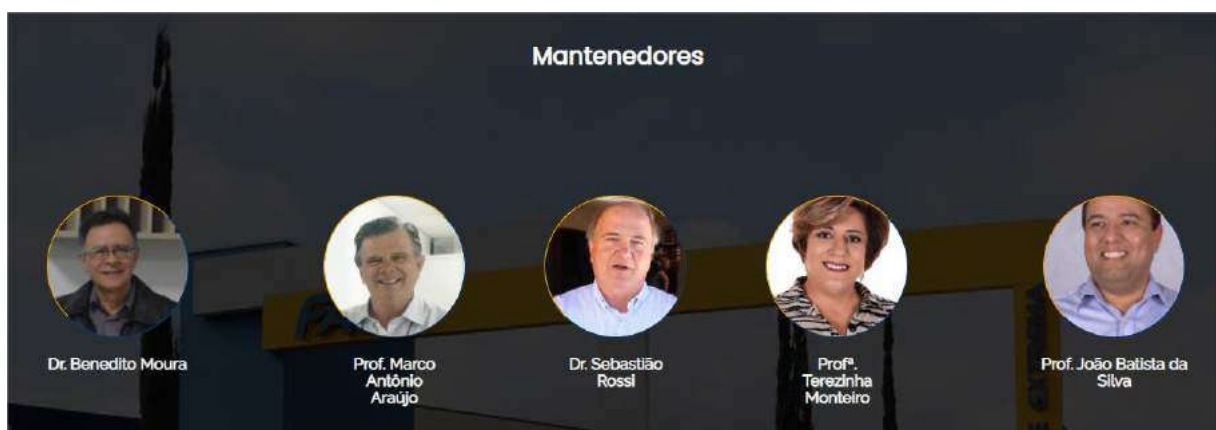 Mantenedores
Dr. Benedito Moura
Prof. Marco
Antônio
Araújo
Dr. Sebastião
Rossi
Profª.
Terezinha
Monteiro
Prof. João Batista da
Silva